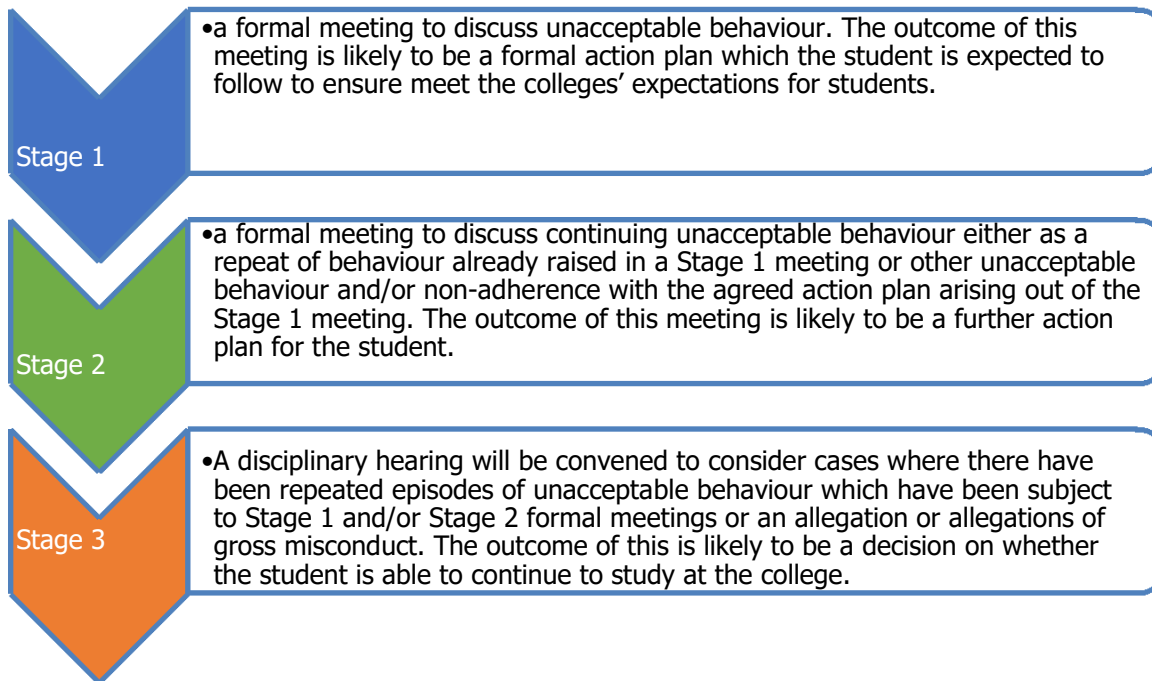 •a formal meeting to discuss unacceptable behaviour. The outcome of this
meeting is likely to be a formal action plan which the student is expected to
follow to ensure meet the colleges’ expectations for students.
Stage 1
•a formal meeting to discuss continuing unacceptable behaviour either as a
repeat of behaviour already raised in a Stage 1 meeting or other unacceptable
behaviour and/or non-adherence with the agreed action plan arising out of the
Stage 1 meeting. The outcome of this meeting is likely to be a further action
plan for the student.
Stage 2
•A disciplinary hearing will be convened to consider cases where there have
been repeated episodes of unacceptable behaviour which have been subject
to Stage 1 and/or Stage 2 formal meetings or an allegation or allegations of
gross misconduct. The outcome of this is likely to be a decision on whether
the student is able to continue to study at the college.
Stage 3